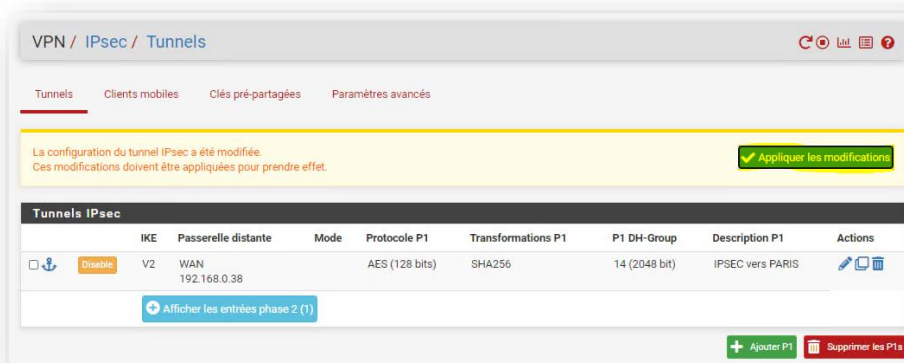 VPN / IPsec / Tunnels
Tunnels Clients mobiles Clés pré-partagées Paramètres avancés
La configuration du tunnel IPsec a été modifiée.
Ces modifications doivent être appliquées pour prendre effet.
Appliquer les modifications
Tunnels IPsec
IKE Passerelle distante Mode Protocole P1 Transformations P1 P1 DH-Group Description P1 Actions
Disable V2 WAN AES (128 bits) SHA256 14 (2048 bit) IPSEC vers PARIS
192.168.0.38
Afficher les entrées phase 2 (1)
Ajouter P1 Supprimer les P1s